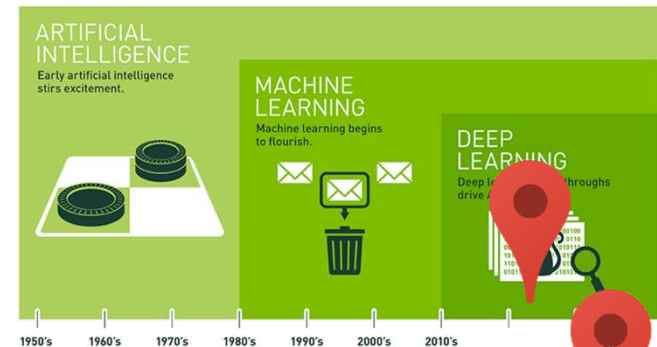 ARTIFICIAL
INTELLIGENCE
Early artificial intelligence
stirs excitement.
MACHINE
LEARNING
Machine learning begins
to flourish.
DEEP
LEARNING
Deep
drive
1950's 1960's 1970's 1980's 1990's 2000's 2010's